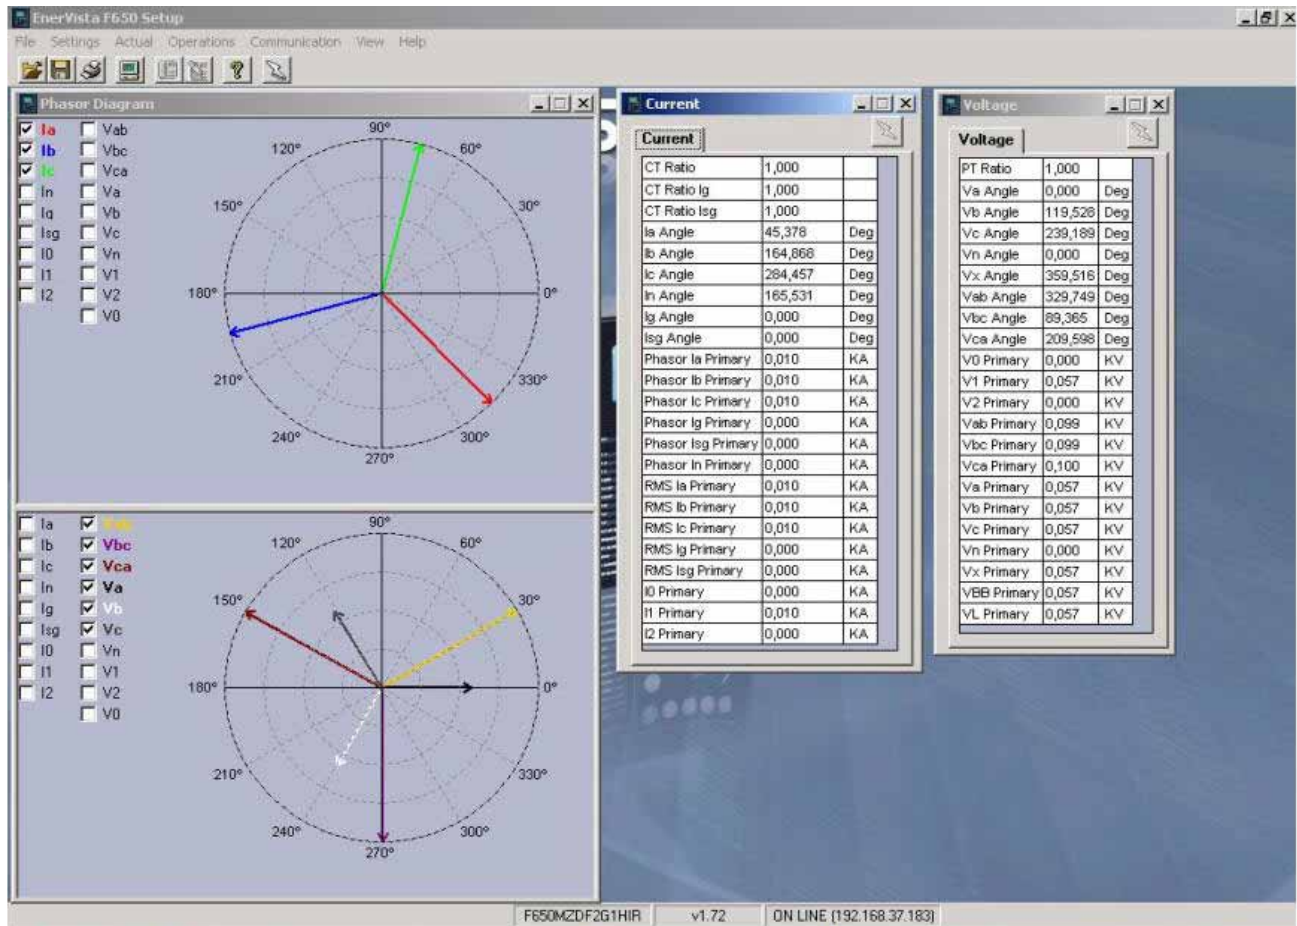 EnerVista F650 Setup
File Settings Actual Operations Communication View Help
Phasor Diagram
Ia Vab
Ib Vbc
Ic Vca
In Va
Ig Vb
Isg Vc
I0 Vn
I1 V1
I2 V2
V0
90°
120° 60°
150° 30°
180° 0°
210° 330°
240° 300°
270°
Ia Vab
Ib Vbc
Ic Vca
In Va
Ig Vb
Isg Vc
I0 Vn
I1 V1
I2 V2
V0
90°
120° 60°
150° 30°
180° 0°
210° 330°
240° 300°
270°
Current
Current
CT Ratio 1,000
CT Ratio Ig 1,000
CT Ratio Isg 1,000
Ia Angle 45,378 Deg
Ib Angle 164,868 Deg
Ic Angle 284,457 Deg
In Angle 165,531 Deg
Ig Angle 0,000 Deg
Isg Angle 0,000 Deg
Phasor Ia Primary 0,010 KA
Phasor Ib Primary 0,010 KA
Phasor Ic Primary 0,010 KA
Phasor Ig Primary 0,000 KA
Phasor Isg Primary 0,000 KA
Phasor In Primary 0,000 KA
RMS Ia Primary 0,010 KA
RMS Ib Primary 0,010 KA
RMS Ic Primary 0,010 KA
RMS Ig Primary 0,000 KA
RMS Isg Primary 0,000 KA
I0 Primary 0,000 KA
I1 Primary 0,010 KA
I2 Primary 0,000 KA
Voltage
Voltage
PT Ratio 1,000
Va Angle 0,000 Deg
Vb Angle 119,528 Deg
Vc Angle 239,189 Deg
Vn Angle 0,000 Deg
Vx Angle 359,516 Deg
Vab Angle 329,749 Deg
Vbc Angle 89,365 Deg
Vca Angle 209,598 Deg
V0 Primary 0,000 KV
V1 Primary 0,057 KV
V2 Primary 0,000 KV
Vab Primary 0,099 KV
Vbc Primary 0,099 KV
Vca Primary 0,100 KV
Va Primary 0,057 KV
Vb Primary 0,057 KV
Vc Primary 0,057 KV
Vn Primary 0,000 KV
Vx Primary 0,057 KV
VBB Primary 0,057 KV
VL Primary 0,057 KV
F650MZDF2G1HIR v1.72 ON LINE (192.168.37.183)